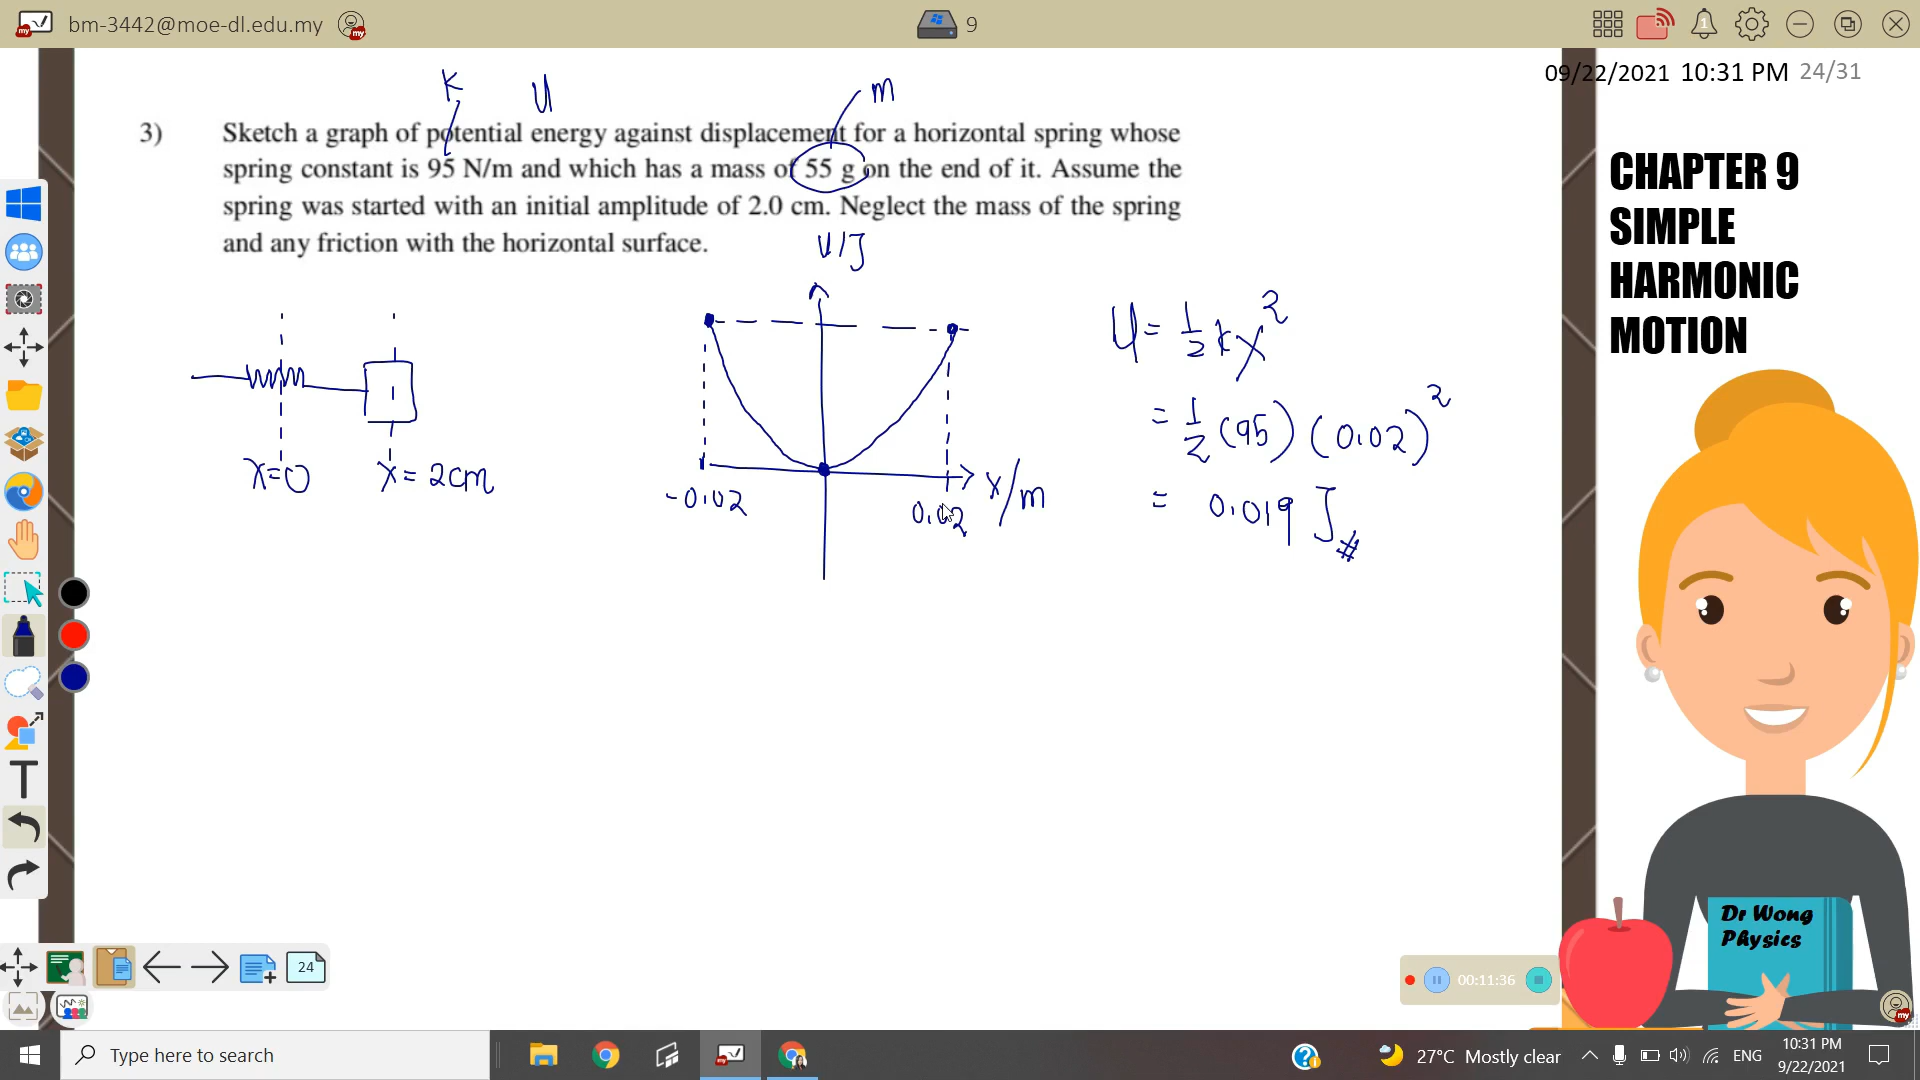 bm-3442@moe-dl.edu.my
9
1
09/22/2021 10:31 PM 24/31
CHAPTER 9
SIMPLE
HARMONIC
MOTION
K U m
3) Sketch a graph of potential energy against displacement for a horizontal spring whose
spring constant is 95 N/m and which has a mass of 55 g on the end of it. Assume the
spring was started with an initial amplitude of 2.0 cm. Neglect the mass of the spring
and any friction with the horizontal surface.
U/J
x=0 x = 2cm
-0.02 0.02 x/m
U = 1/2 kx²
= 1/2 (95) (0.02)²
= 0.019 J #
Dr Wong
Physics
24
00:11:36
my
Type here to search
27°C Mostly clear
ENG
10:31 PM
9/22/2021